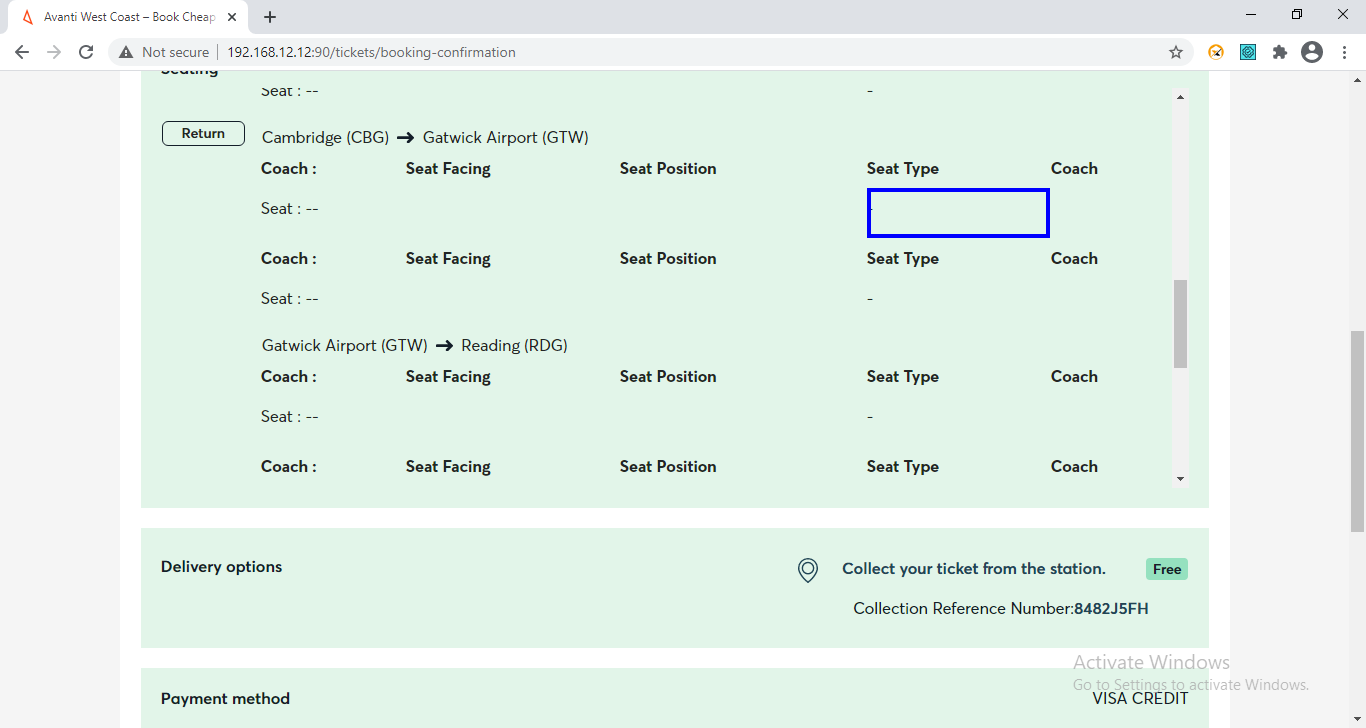 Avanti West Coast – Book Cheap
Not secure 192.168.12.12:90/tickets/booking-confirmation
Seating
Seat : -- -
Return Cambridge (CBG) → Gatwick Airport (GTW)
Coach : Seat Facing Seat Position Seat Type Coach
Seat : -- -
Coach : Seat Facing Seat Position Seat Type Coach
Seat : -- -
Gatwick Airport (GTW) → Reading (RDG)
Coach : Seat Facing Seat Position Seat Type Coach
Seat : -- -
Coach : Seat Facing Seat Position Seat Type Coach
Delivery options Collect your ticket from the station. Free
Collection Reference Number:8482J5FH
Activate Windows
Go to Settings to activate Windows.
Payment method VISA CREDIT